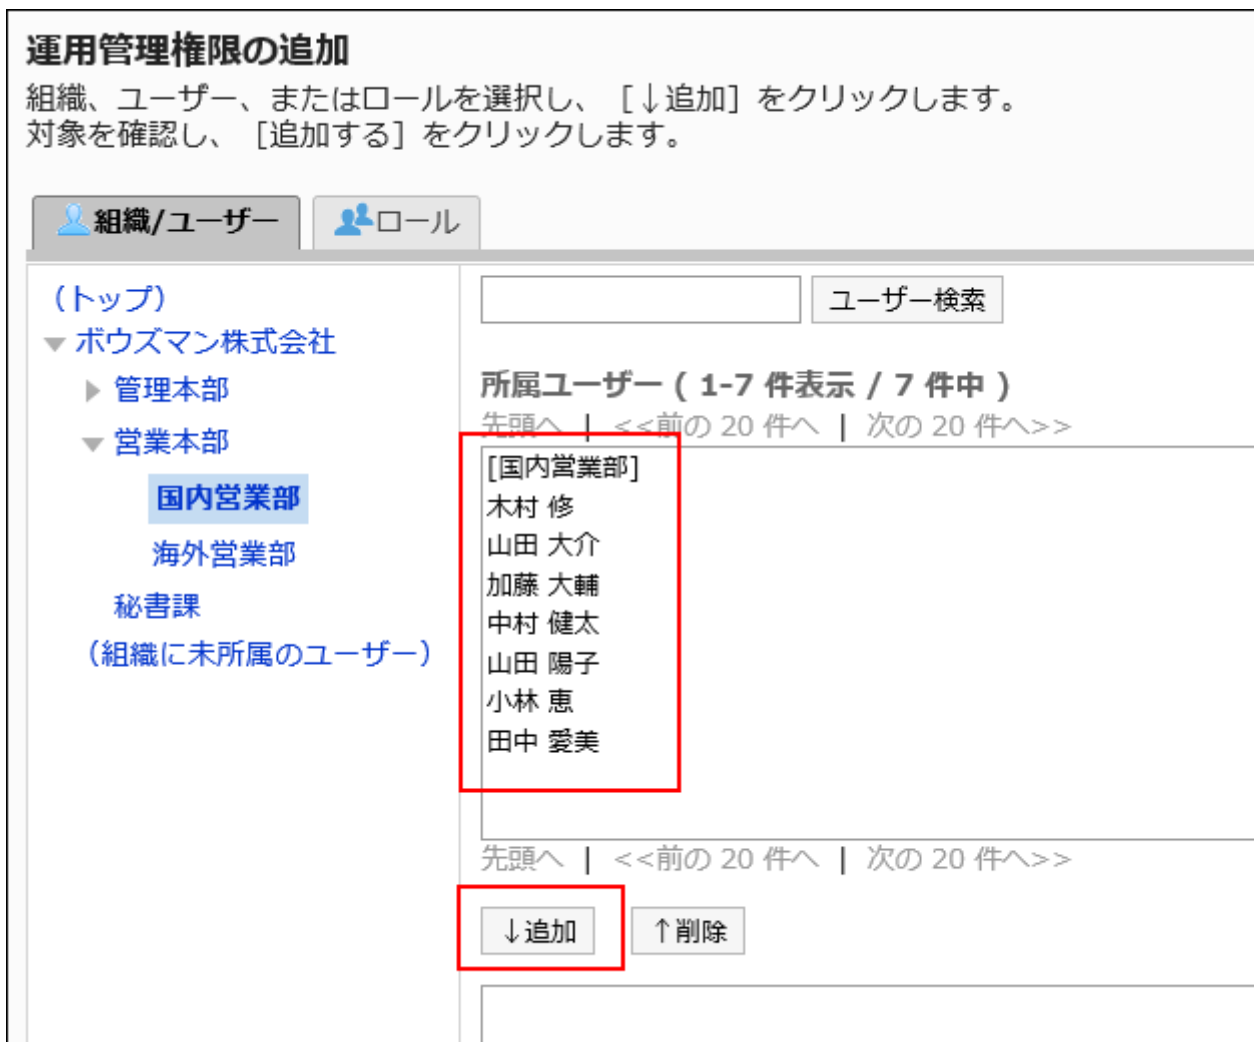 運用管理権限の追加
組織、ユーザー、またはロールを選択し、［↓追加］をクリックします。
対象を確認し、［追加する］をクリックします。
組織/ユーザー
ロール
（トップ）
ボウズマン株式会社
管理本部
営業本部
国内営業部
海外営業部
秘書課
（組織に未所属のユーザー）
ユーザー検索
所属ユーザー ( 1-7 件表示 / 7 件中 )
先頭へ | <<前の 20 件へ | 次の 20 件へ>>
[国内営業部]
木村 修
山田 大介
加藤 大輔
中村 健太
山田 陽子
小林 恵
田中 愛美
先頭へ | <<前の 20 件へ | 次の 20 件へ>>
↓追加 ↑削除